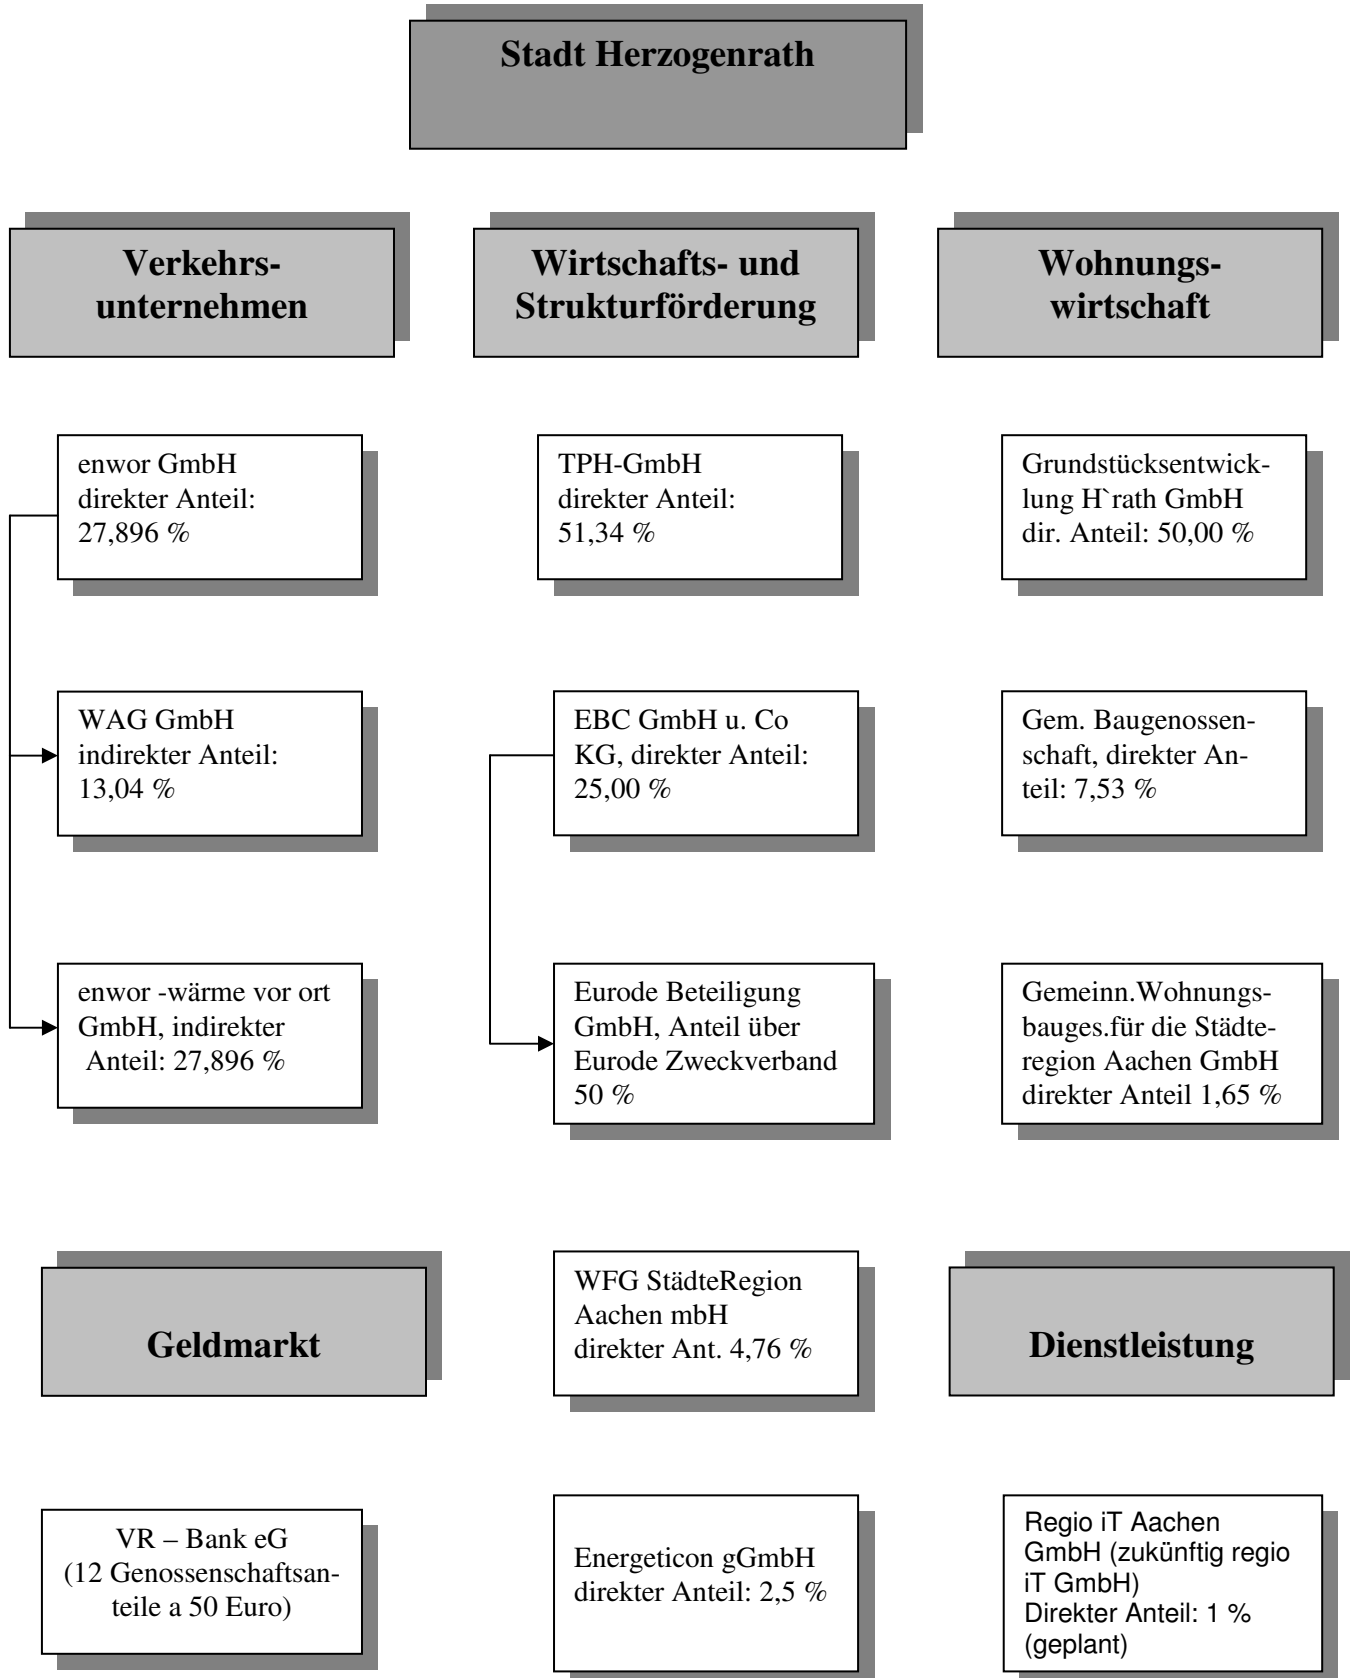 Stadt Herzogenrath
Verkehrs-
unternehmen
Wirtschafts- und
Strukturförderung
Wohnungs-
wirtschaft
enwor GmbH
direkter Anteil:
27,896 %
TPH-GmbH
direkter Anteil:
51,34 %
Grundstücksentwick-
lung H`rath GmbH
dir. Anteil: 50,00 %
WAG GmbH
indirekter Anteil:
13,04 %
EBC GmbH u. Co
KG, direkter Anteil:
25,00 %
Gem. Baugenossen-
schaft, direkter An-
teil: 7,53 %
enwor -wärme vor ort
GmbH, indirekter
Anteil: 27,896 %
Eurode Beteiligung
GmbH, Anteil über
Eurode Zweckverband
50 %
Gemeinn.Wohnungs-
bauges.für die Städte-
region Aachen GmbH
direkter Anteil 1,65 %
Geldmarkt
WFG StädteRegion
Aachen mbH
direkter Ant. 4,76 %
Dienstleistung
VR – Bank eG
(12 Genossenschaftsan-
teile a 50 Euro)
Energeticon gGmbH
direkter Anteil: 2,5 %
Regio iT Aachen
GmbH (zukünftig regio
iT GmbH)
Direkter Anteil: 1 %
(geplant)